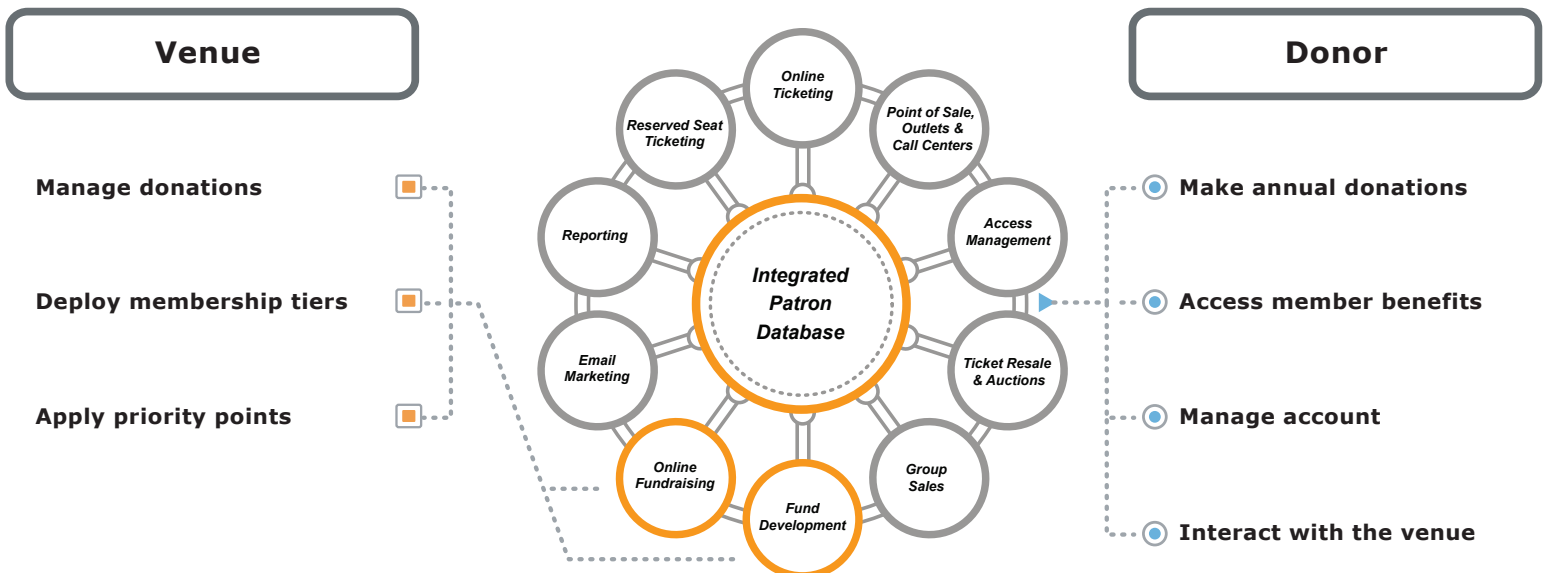 Venue
Manage donations
Deploy membership tiers
Apply priority points
Online
Ticketing
Point of Sale,
Outlets &
Call Centers
Access
Management
Ticket Resale
& Auctions
Group
Sales
Fund
Development
Online
Fundraising
Email
Marketing
Reporting
Reserved Seat
Ticketing
Integrated
Patron
Database
Donor
Make annual donations
Access member benefits
Manage account
Interact with the venue